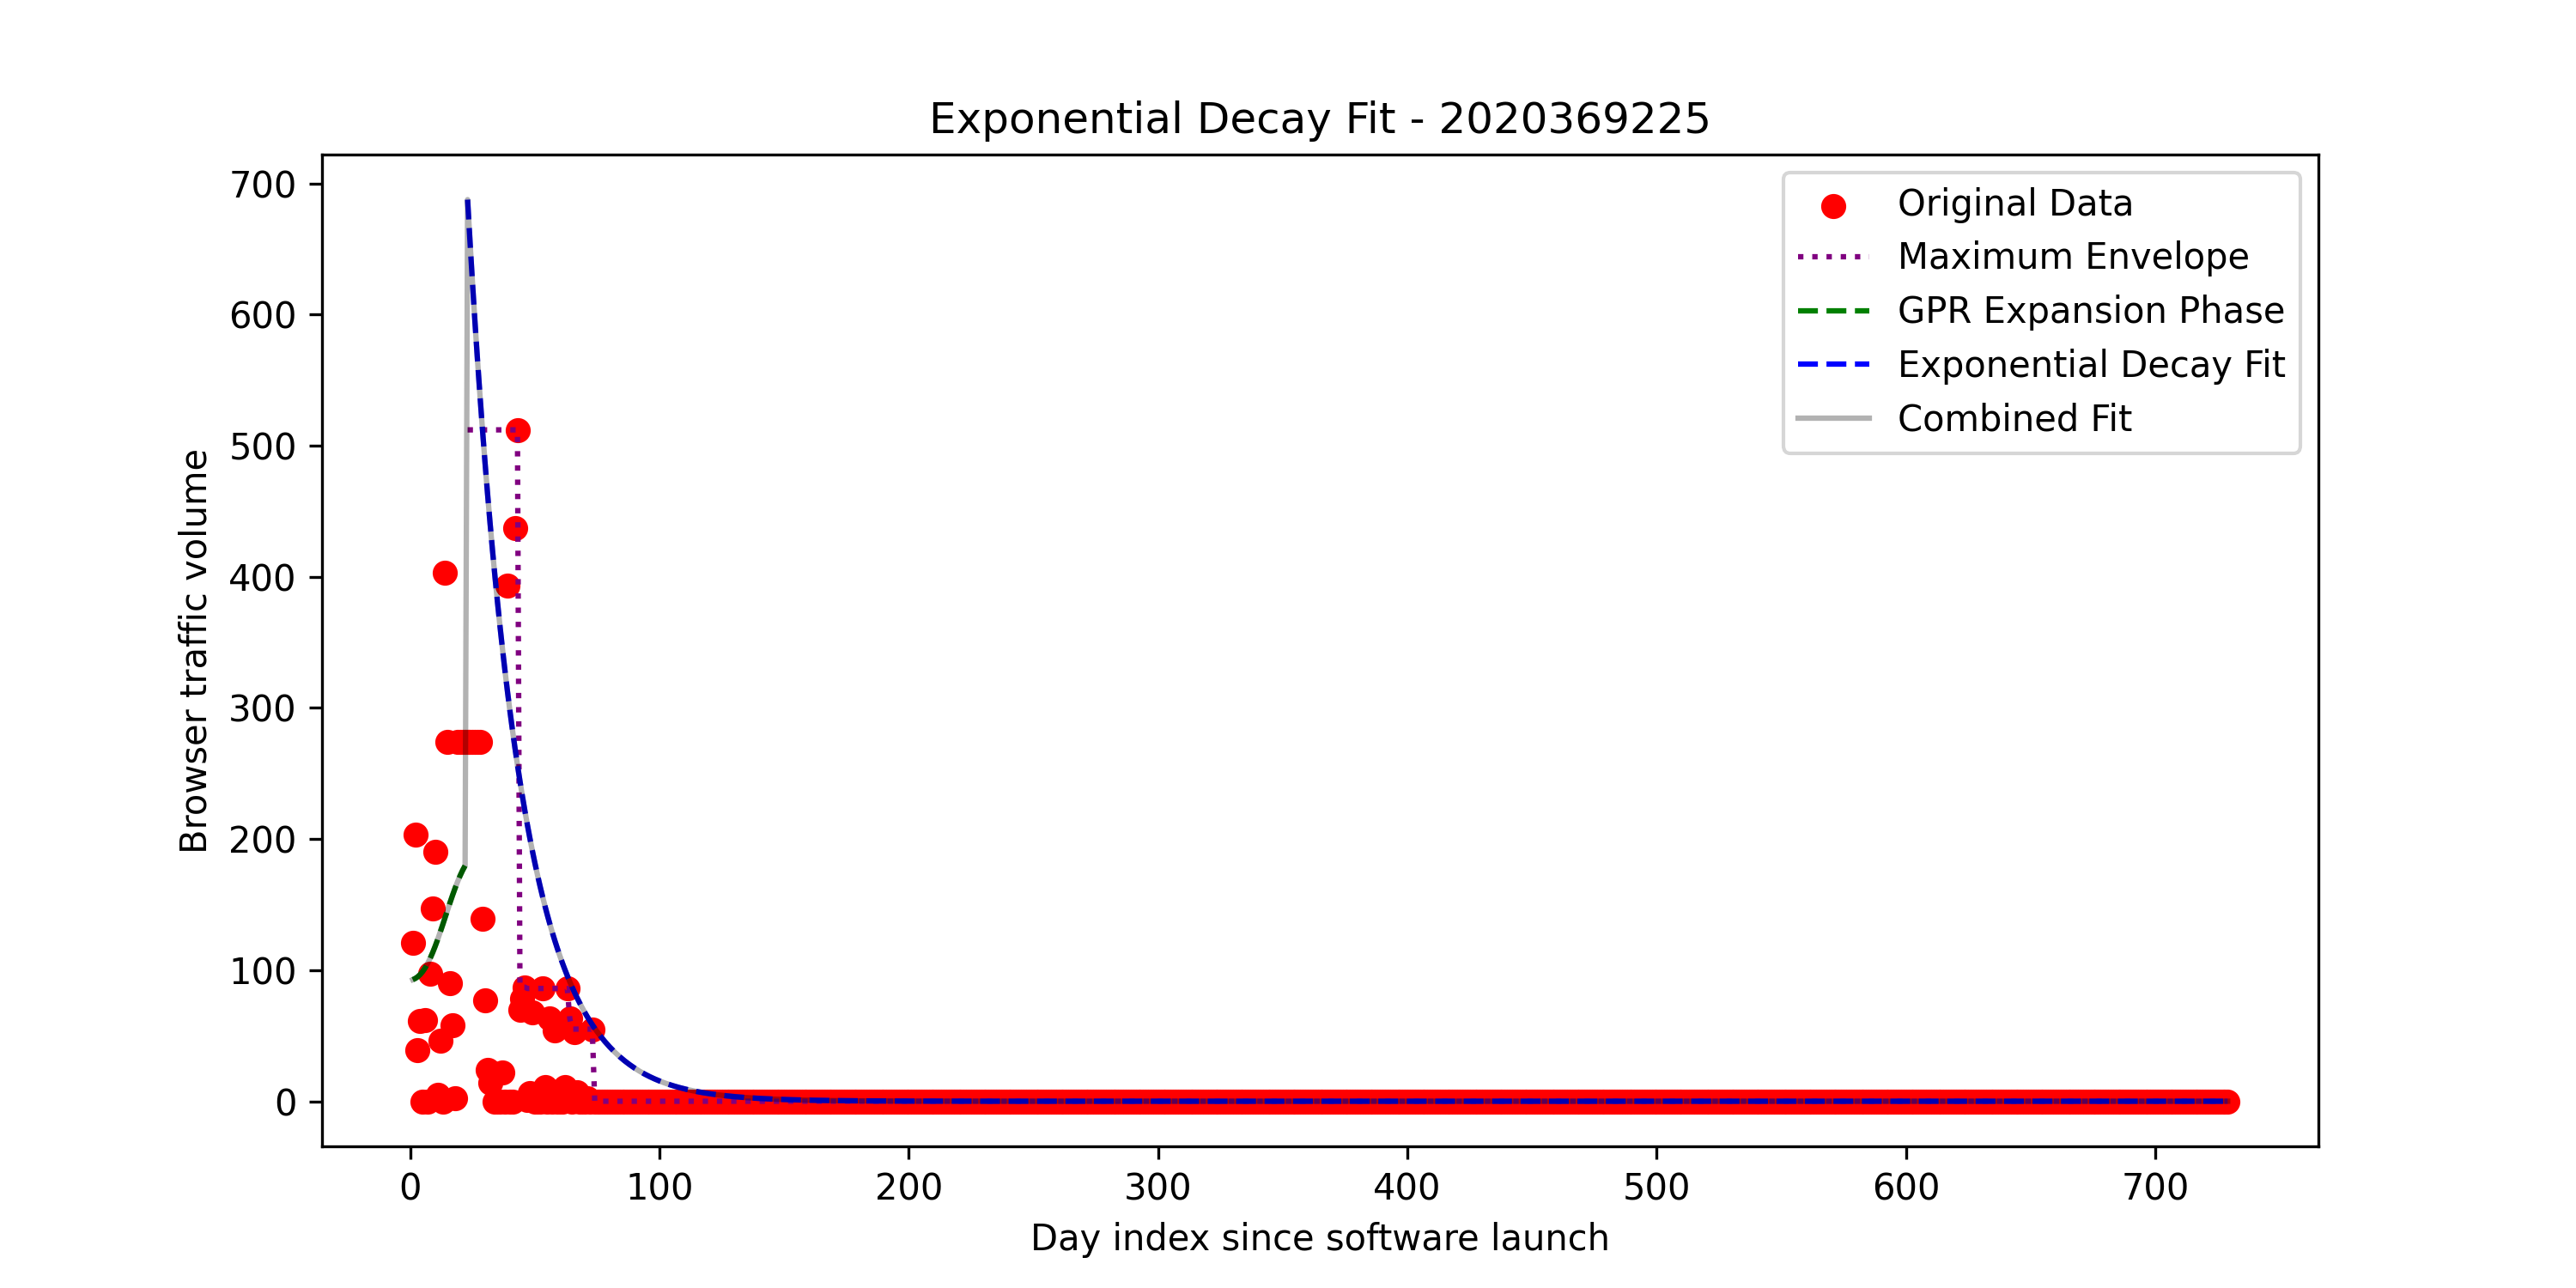 Exponential Decay Fit - 2020369225
Browser traffic volume
700
600
500
400
300
200
100
0
Original Data
Maximum Envelope
GPR Expansion Phase
Exponential Decay Fit
Combined Fit
0 100 200 300 400 500 600 700
Day index since software launch